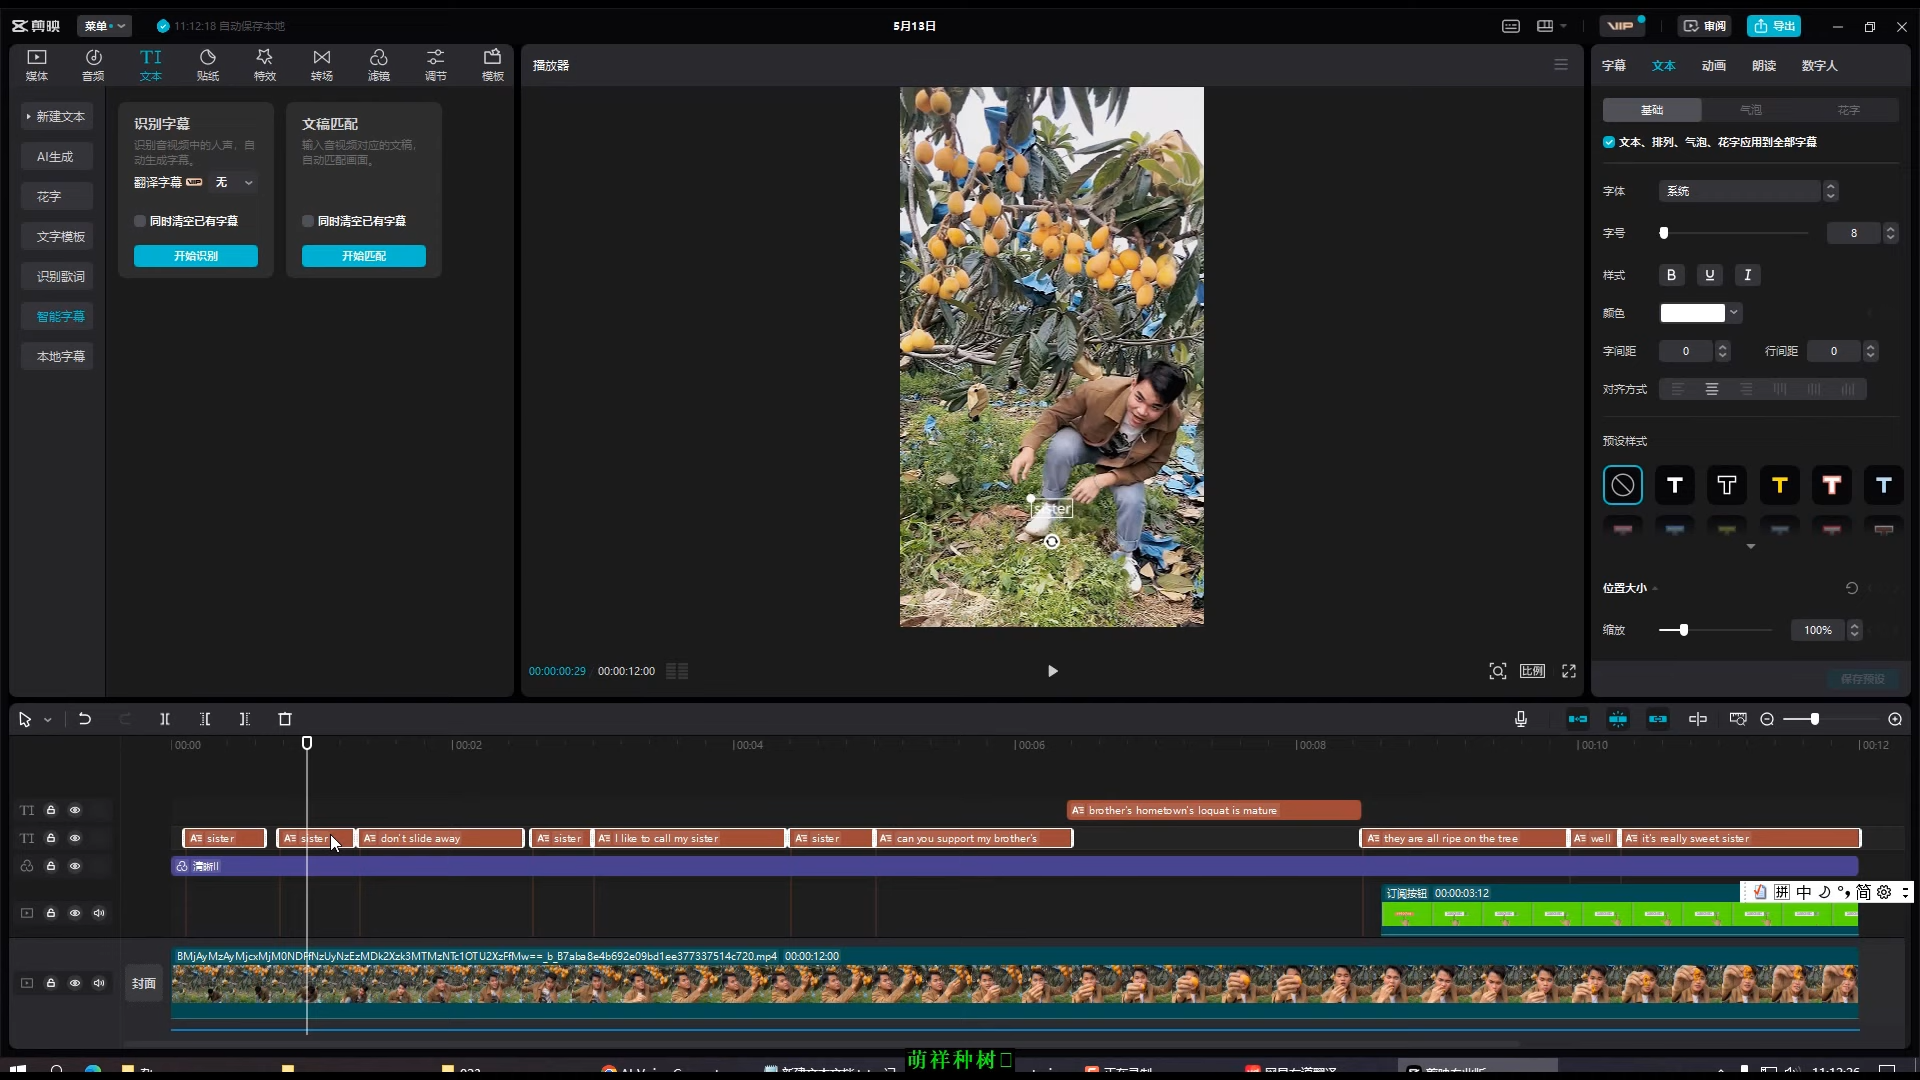 剪映
菜单
11:12:18 自动保存本地
5月13日
VIP
审阅
导出
媒体
音频
TI
文本
贴纸
特效
转场
滤镜
调节
模板
新建文本
AI生成
花字
文字模板
识别歌词
智能字幕
本地字幕
识别字幕
识别音视频中的人声，自
动生成字幕。
翻译字幕 VIP 无
同时清空已有字幕
开始识别
文稿匹配
输入音视频对应的文稿，
自动匹配画面。
同时清空已有字幕
开始匹配
播放器
sister
00:00:00:29
00:00:12:00
比例
字幕
文本
动画
朗读
数字人
基础
气泡
花字
文本、排列、气泡、花字应用到全部字幕
字体
系统
字号
8
样式
B U I
颜色
字间距
0
行间距
0
对齐方式
预设样式
T T T T T
位置大小
缩放
100%
保存预设
00:00
00:02
00:04
00:06
00:08
00:10
00:12
TI
brother's hometown's loquat is mature
TI
sister
sister
don't slide away
sister
I like to call my sister
sister
can you support my brother's
they are all ripe on the tree
well
it's really sweet sister
清晰II
订阅按钮 00:00:03:12
拼 中 简
00:00:12:00
封面
萌祥种树